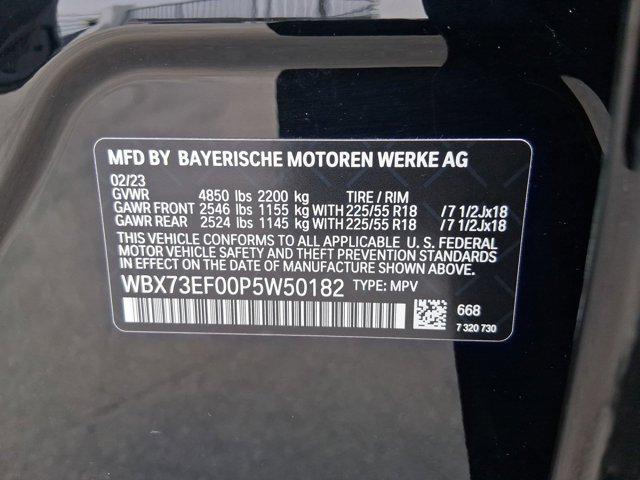 MFD BY BAYERISCHE MOTOREN WERKE AG
02/23
GVWR 4850 lbs 2200 kg TIRE / RIM
GAWR FRONT 2546 lbs 1155 kg WITH 225/55 R18 /7 1/2Jx18
GAWR REAR 2524 lbs 1145 kg WITH 225/55 R18 /7 1/2Jx18
THIS VEHICLE CONFORMS TO ALL APPLICABLE U. S. FEDERAL
MOTOR VEHICLE SAFETY AND THEFT PREVENTION STANDARDS
IN EFFECT ON THE DATE OF MANUFACTURE SHOWN ABOVE.
WBX73EF00P5W50182 TYPE: MPV
668
7 320 730